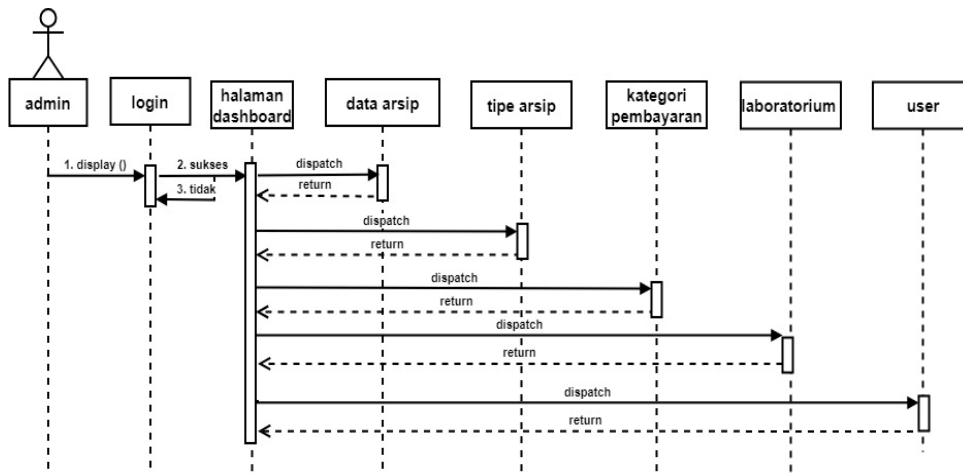 admin
login
halaman
dashboard
data arsip
tipe arsip
kategori
pembayaran
laboratorium
user
1. display ()
2. sukses
dispatch
3. tidak
return
dispatch
return
dispatch
return
dispatch
return
dispatch
return